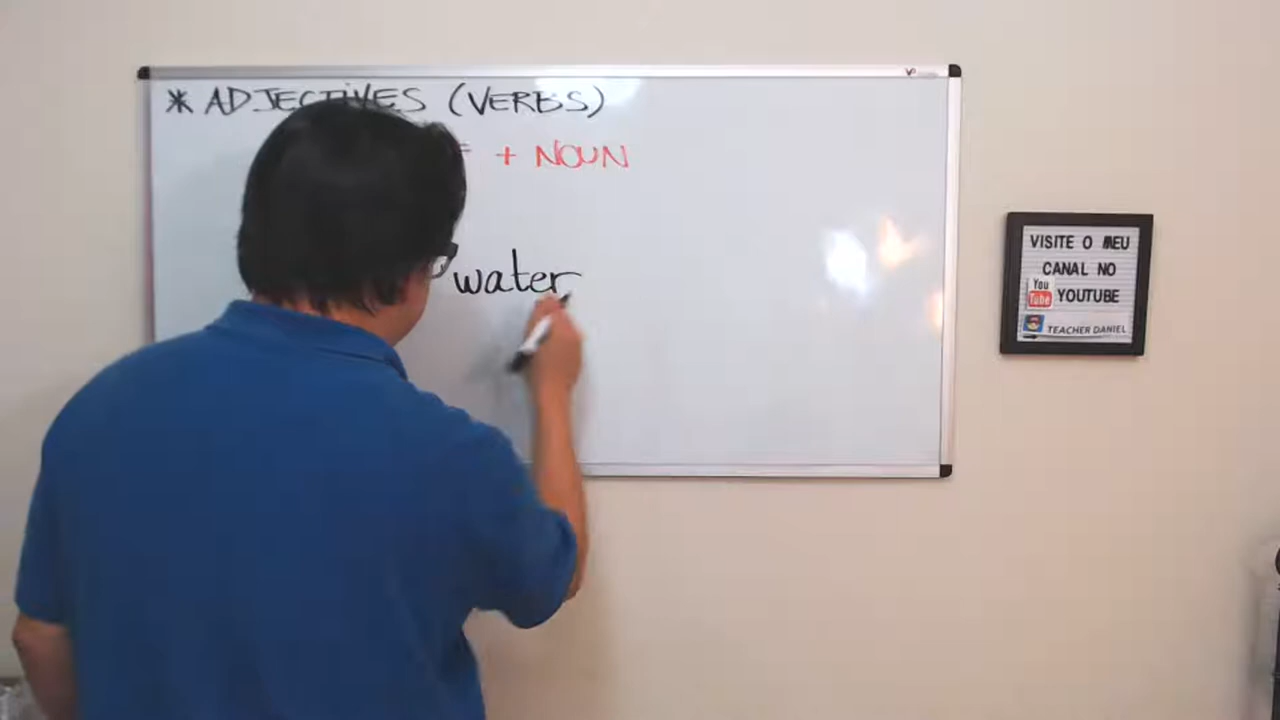 * ADJECTIVES (VERBS)
+ NOUN
water
VISITE O MEU
CANAL NO
You
Tube YOUTUBE
TEACHER DANIEL